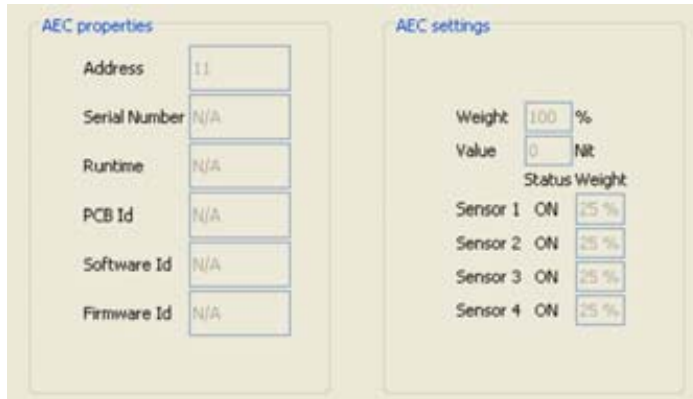 AEC properties
Address 11
Serial Number N/A
Runtime N/A
PCB Id N/A
Software Id N/A
Firmware Id N/A
AEC settings
Weight 100 %
Value 0 Nit
Status Weight
Sensor 1 ON 25 %
Sensor 2 ON 25 %
Sensor 3 ON 25 %
Sensor 4 ON 25 %